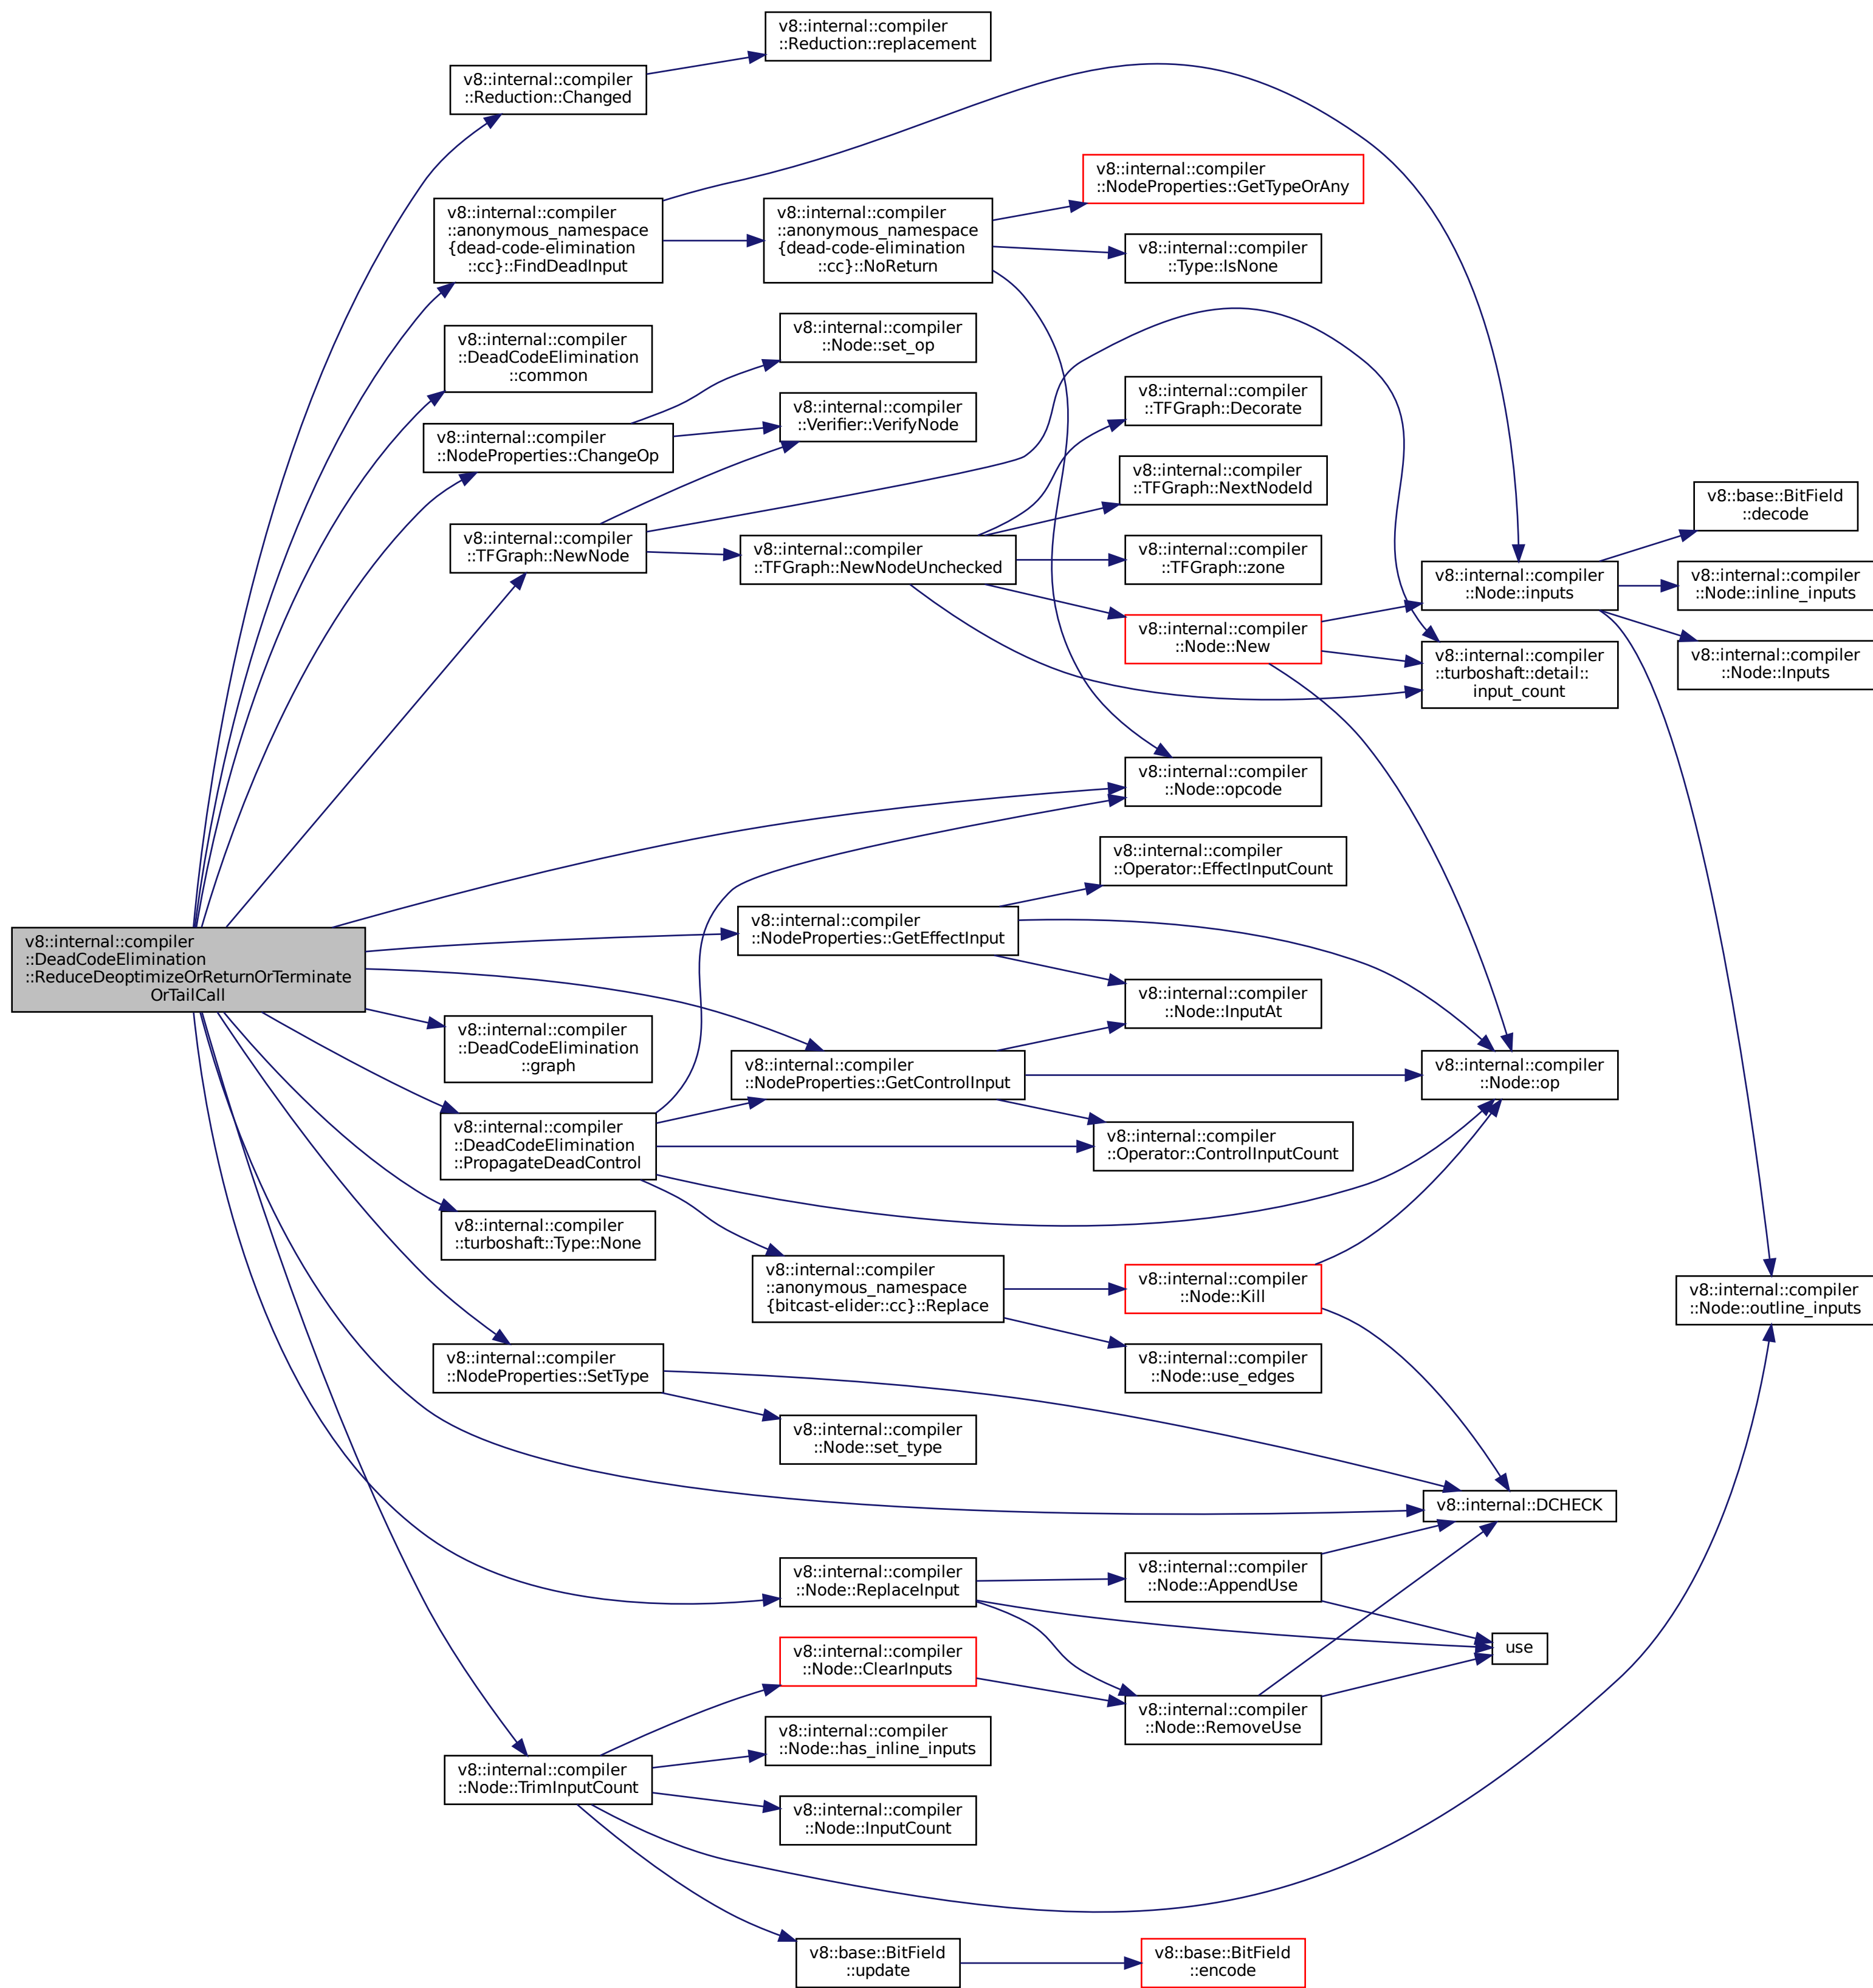 v8::internal::compiler
::Reduction::replacement
v8::internal::compiler
::Reduction::Changed
v8::internal::compiler
::NodeProperties::GetTypeOrAny
v8::internal::compiler
::anonymous_namespace
{dead-code-elimination
::cc}::FindDeadInput
v8::internal::compiler
::anonymous_namespace
{dead-code-elimination
::cc}::NoReturn
v8::internal::compiler
::Type::IsNone
v8::internal::compiler
::DeadCodeElimination
::common
v8::internal::compiler
::Node::set_op
v8::internal::compiler
::TFGraph::Decorate
v8::internal::compiler
::NodeProperties::ChangeOp
v8::internal::compiler
::Verifier::VerifyNode
v8::internal::compiler
::TFGraph::NextNodeId
v8::base::BitField
::decode
v8::internal::compiler
::TFGraph::NewNode
v8::internal::compiler
::TFGraph::NewNodeUnchecked
v8::internal::compiler
::TFGraph::zone
v8::internal::compiler
::Node::inputs
v8::internal::compiler
::Node::inline_inputs
v8::internal::compiler
::Node::New
v8::internal::compiler
::turboshaft::detail::
input_count
v8::internal::compiler
::Node::Inputs
v8::internal::compiler
::Node::opcode
v8::internal::compiler
::Operator::EffectInputCount
v8::internal::compiler
::DeadCodeElimination
::ReduceDeoptimizeOrReturnOrTerminate
OrTailCall
v8::internal::compiler
::NodeProperties::GetEffectInput
v8::internal::compiler
::Node::InputAt
v8::internal::compiler
::DeadCodeElimination
::graph
v8::internal::compiler
::NodeProperties::GetControlInput
v8::internal::compiler
::Node::op
v8::internal::compiler
::DeadCodeElimination
::PropagateDeadControl
v8::internal::compiler
::Operator::ControlInputCount
v8::internal::compiler
::turboshaft::Type::None
v8::internal::compiler
::anonymous_namespace
{bitcast-elider::cc}::Replace
v8::internal::compiler
::Node::Kill
v8::internal::compiler
::Node::outline_inputs
v8::internal::compiler
::NodeProperties::SetType
v8::internal::compiler
::Node::use_edges
v8::internal::compiler
::Node::set_type
v8::internal::DCHECK
v8::internal::compiler
::Node::ReplaceInput
v8::internal::compiler
::Node::AppendUse
use
v8::internal::compiler
::Node::ClearInputs
v8::internal::compiler
::Node::RemoveUse
v8::internal::compiler
::Node::has_inline_inputs
v8::internal::compiler
::Node::TrimInputCount
v8::internal::compiler
::Node::InputCount
v8::base::BitField
::update
v8::base::BitField
::encode